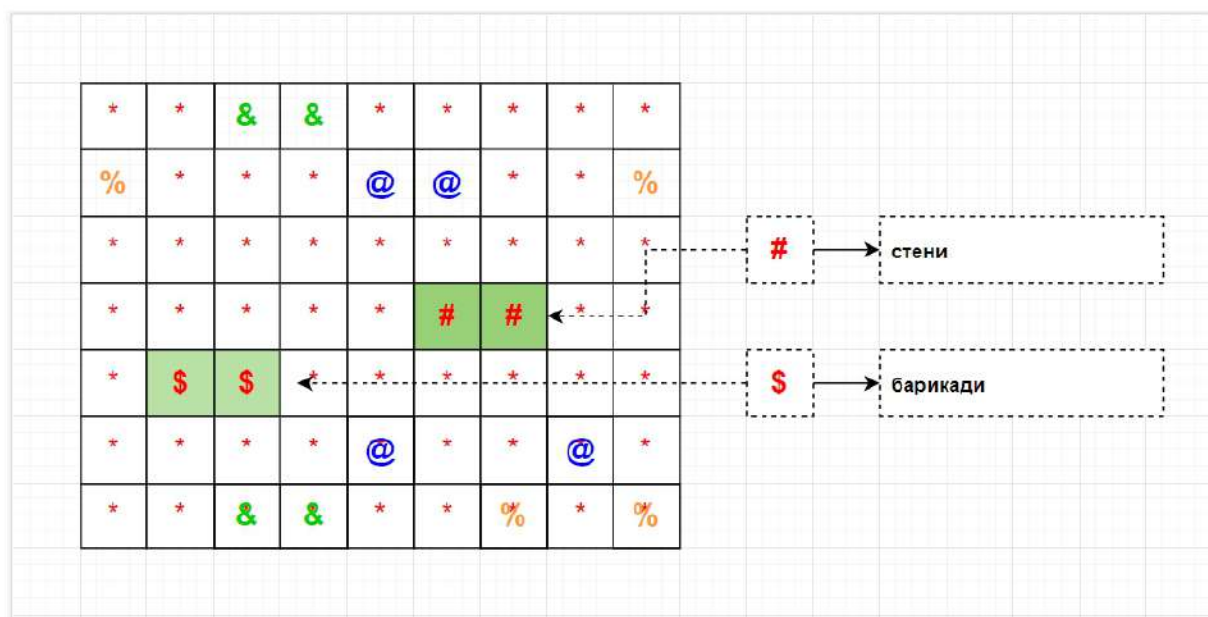 * * & & * * * * *
% * * * @ @ * * %
* * * * * * * * *
# стени
* * * * * # # * *
* $ $ * * * * * *
$ барикади
* * * * @ * * @ *
* * & & * * % * %